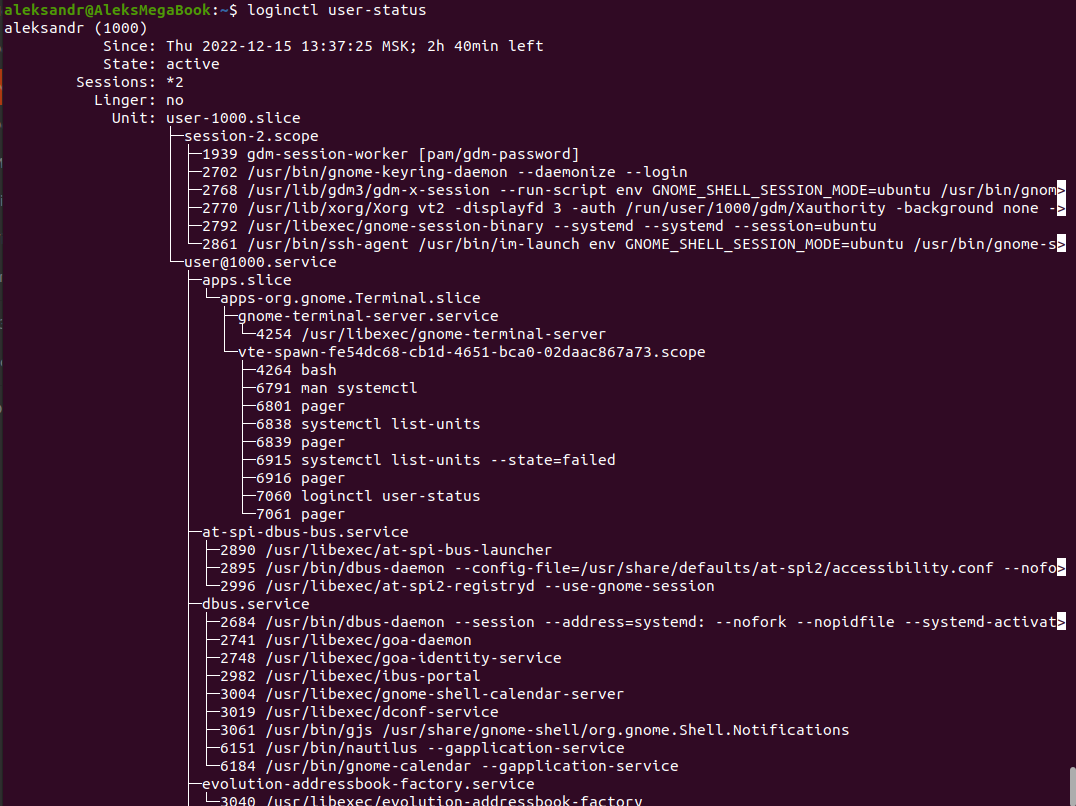 aleksandr@AleksMegaBook:~$ loginctl user-status
aleksandr (1000)
           Since: Thu 2022-12-15 13:37:25 MSK; 2h 40min left
           State: active
        Sessions: *2
          Linger: no
            Unit: user-1000.slice
                  ├─session-2.scope
                  │ ├─1939 gdm-session-worker [pam/gdm-password]
                  │ ├─2702 /usr/bin/gnome-keyring-daemon --daemonize --login
                  │ ├─2768 /usr/lib/gdm3/gdm-x-session --run-script env GNOME_SHELL_SESSION_MODE=ubuntu /usr/bin/gnom>
                  │ ├─2770 /usr/lib/xorg/Xorg vt2 -displayfd 3 -auth /run/user/1000/gdm/Xauthority -background none ->
                  │ ├─2792 /usr/libexec/gnome-session-binary --systemd --systemd --session=ubuntu
                  │ └─2861 /usr/bin/ssh-agent /usr/bin/im-launch env GNOME_SHELL_SESSION_MODE=ubuntu /usr/bin/gnome-s>
                  └─user@1000.service
                    ├─apps.slice
                    │ └─apps-org.gnome.Terminal.slice
                    │   ├─gnome-terminal-server.service
                    │   │ └─4254 /usr/libexec/gnome-terminal-server
                    │   └─vte-spawn-fe54dc68-cb1d-4651-bca0-02daac867a73.scope
                    │     ├─4264 bash
                    │     ├─6791 man systemctl
                    │     ├─6801 pager
                    │     ├─6838 systemctl list-units
                    │     ├─6839 pager
                    │     ├─6915 systemctl list-units --state=failed
                    │     ├─6916 pager
                    │     ├─7060 loginctl user-status
                    │     └─7061 pager
                    ├─at-spi-dbus-bus.service
                    │ ├─2890 /usr/libexec/at-spi-bus-launcher
                    │ ├─2895 /usr/bin/dbus-daemon --config-file=/usr/share/defaults/at-spi2/accessibility.conf --nofo>
                    │ └─2996 /usr/libexec/at-spi2-registryd --use-gnome-session
                    ├─dbus.service
                    │ ├─2684 /usr/bin/dbus-daemon --session --address=systemd: --nofork --nopidfile --systemd-activat>
                    │ ├─2741 /usr/libexec/goa-daemon
                    │ ├─2748 /usr/libexec/goa-identity-service
                    │ ├─2982 /usr/libexec/ibus-portal
                    │ ├─3004 /usr/libexec/gnome-shell-calendar-server
                    │ ├─3019 /usr/libexec/dconf-service
                    │ ├─3061 /usr/bin/gjs /usr/share/gnome-shell/org.gnome.Shell.Notifications
                    │ ├─6151 /usr/bin/nautilus --gapplication-service
                    │ └─6184 /usr/bin/gnome-calendar --gapplication-service
                    ├─evolution-addressbook-factory.service
                    │ └─3040 /usr/libexec/evolution-addressbook-factory